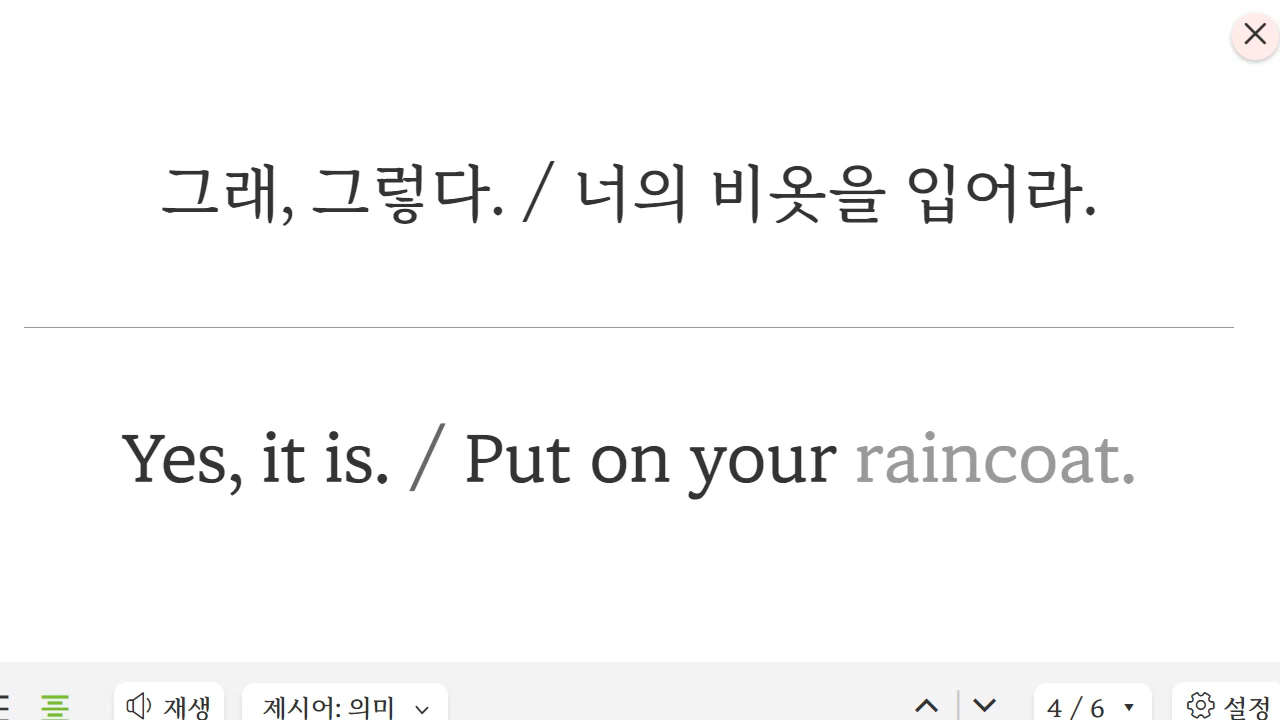 그래, 그렇다. / 너의 비옷을 입어라.
Yes, it is. / Put on your raincoat.
재생 제시어: 의미 4 / 6 설정